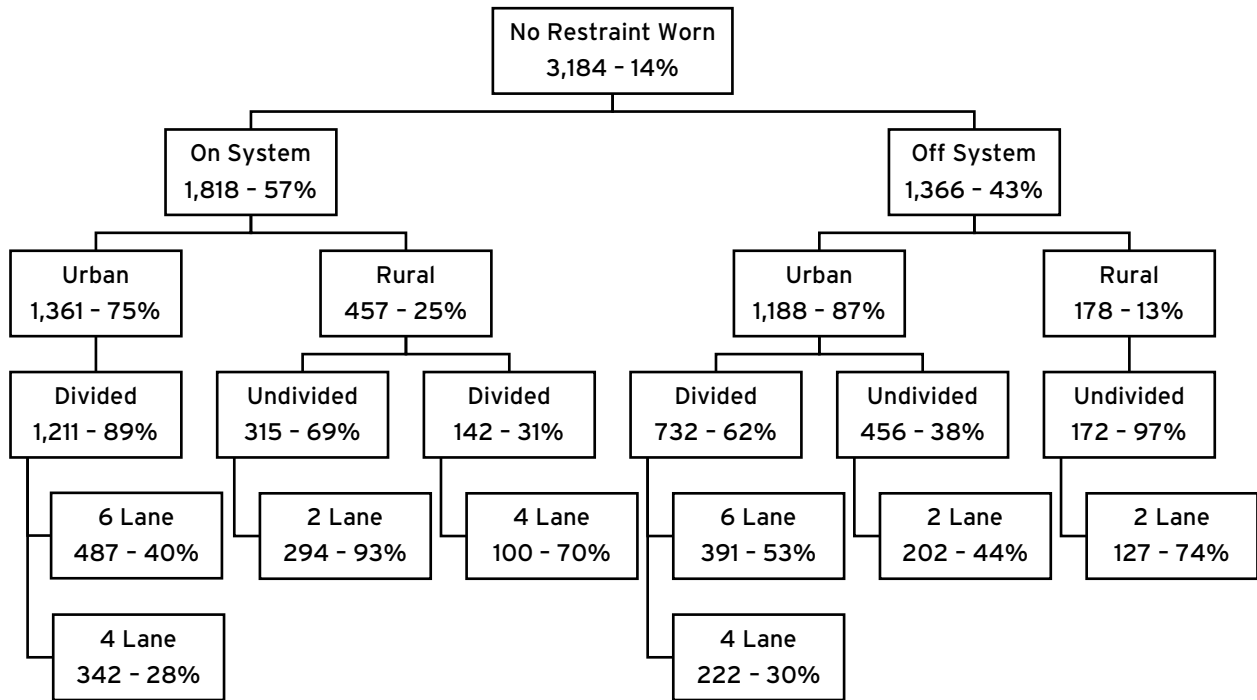 No Restraint Worn
3,184 – 14%
On System
1,818 – 57%
Off System
1,366 – 43%
Urban
1,361 – 75%
Rural
457 – 25%
Urban
1,188 – 87%
Rural
178 – 13%
Divided
1,211 – 89%
Undivided
315 – 69%
Divided
142 – 31%
Divided
732 – 62%
Undivided
456 – 38%
Undivided
172 – 97%
6 Lane
487 – 40%
2 Lane
294 – 93%
4 Lane
100 – 70%
6 Lane
391 – 53%
2 Lane
202 – 44%
2 Lane
127 – 74%
4 Lane
342 – 28%
4 Lane
222 – 30%